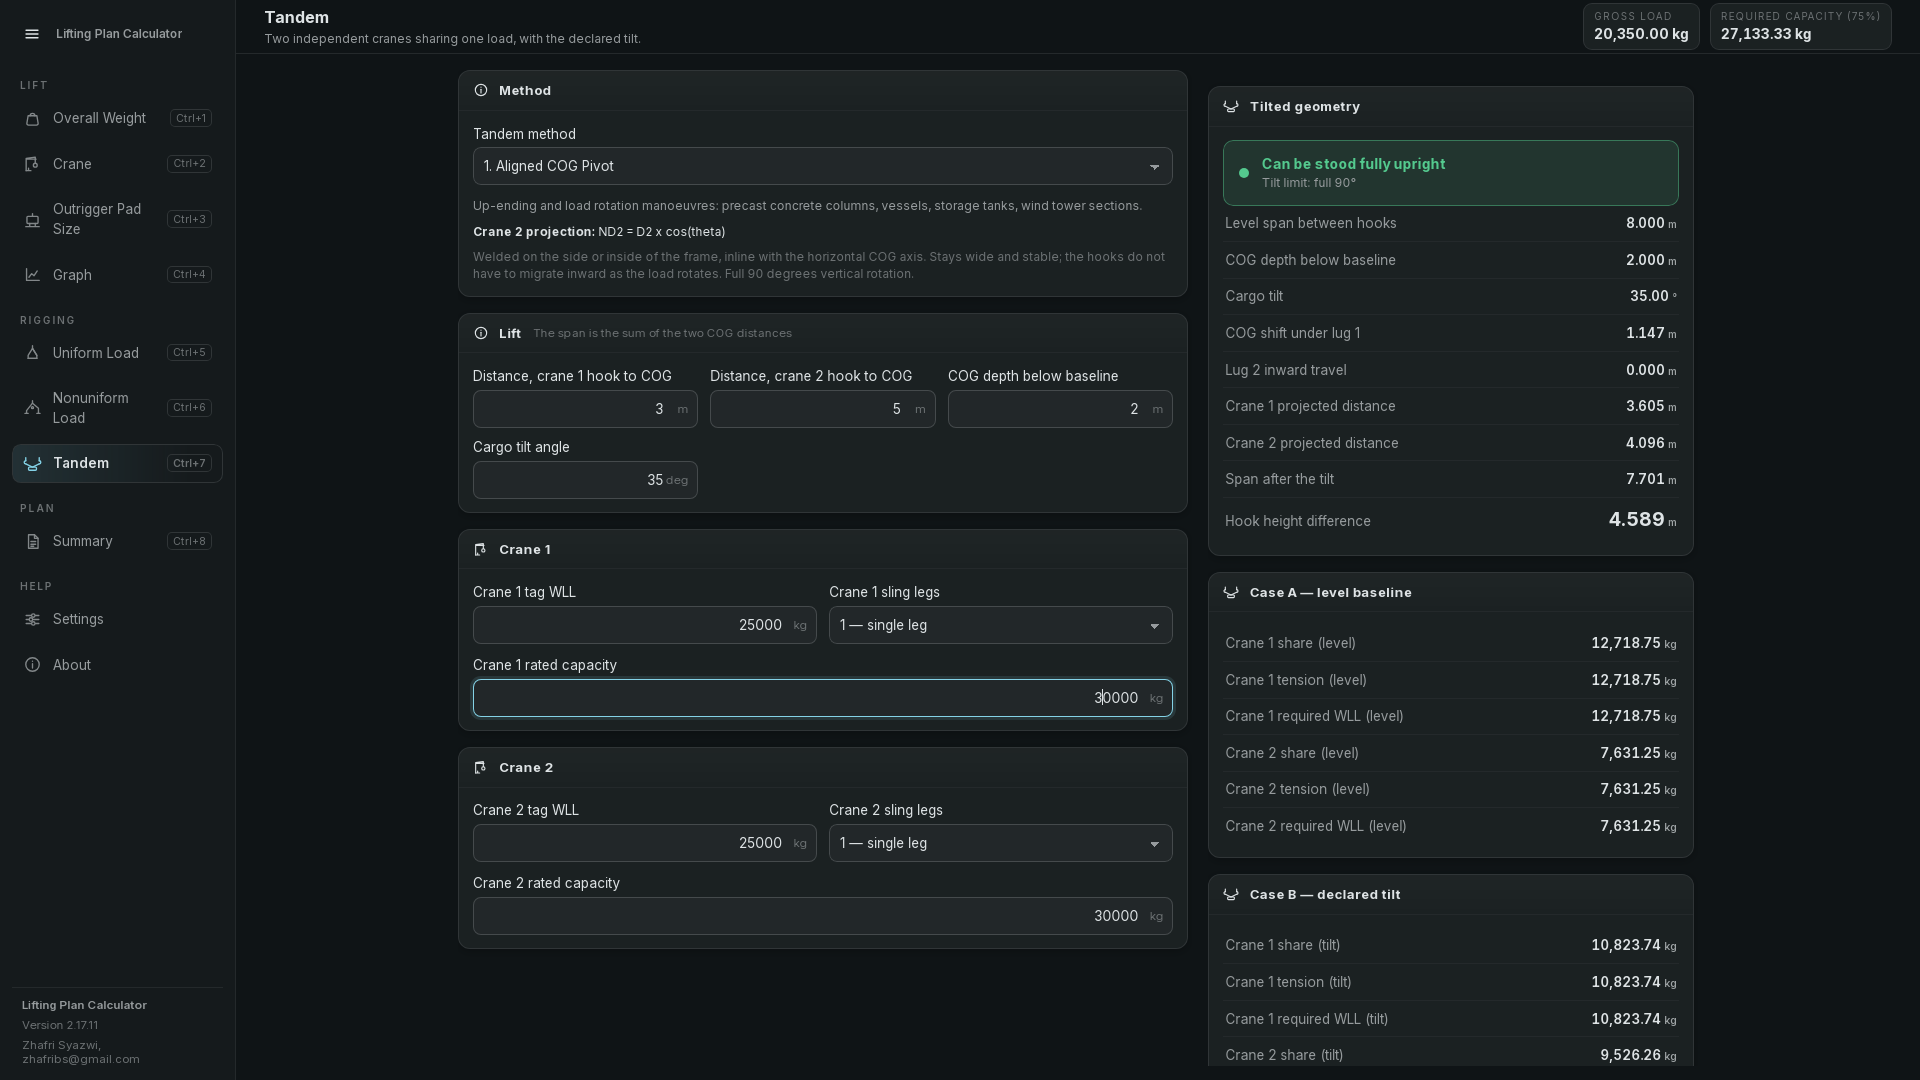 Lifting Plan Calculator
LIFT
Overall Weight Ctrl+1
Crane Ctrl+2
Outrigger Pad
Size Ctrl+3
Graph Ctrl+4
RIGGING
Uniform Load Ctrl+5
Nonuniform
Load Ctrl+6
Tandem Ctrl+7
PLAN
Summary Ctrl+8
HELP
Settings
About
Lifting Plan Calculator
Version 2.17.11
Zhafri Syazwi,
zhafribs@gmail.com
Tandem
Two independent cranes sharing one load, with the declared tilt.
GROSS LOAD
20,350.00 kg
REQUIRED CAPACITY (75%)
27,133.33 kg
Method
Tandem method
1. Aligned COG Pivot
Up-ending and load rotation manoeuvres: precast concrete columns, vessels, storage tanks, wind tower sections.
Crane 2 projection: ND2 = D2 x cos(theta)
Welded on the side or inside of the frame, inline with the horizontal COG axis. Stays wide and stable; the hooks do not
have to migrate inward as the load rotates. Full 90 degrees vertical rotation.
Lift The span is the sum of the two COG distances
Distance, crane 1 hook to COG
3 m
Distance, crane 2 hook to COG
5 m
COG depth below baseline
2 m
Cargo tilt angle
35 deg
Crane 1
Crane 1 tag WLL
25000 kg
Crane 1 sling legs
1 — single leg
Crane 1 rated capacity
30000 kg
Crane 2
Crane 2 tag WLL
25000 kg
Crane 2 sling legs
1 — single leg
Crane 2 rated capacity
30000 kg
Tilted geometry
Can be stood fully upright
Tilt limit: full 90°
Level span between hooks 8.000 m
COG depth below baseline 2.000 m
Cargo tilt 35.00 °
COG shift under lug 1 1.147 m
Lug 2 inward travel 0.000 m
Crane 1 projected distance 3.605 m
Crane 2 projected distance 4.096 m
Span after the tilt 7.701 m
Hook height difference 4.589 m
Case A — level baseline
Crane 1 share (level) 12,718.75 kg
Crane 1 tension (level) 12,718.75 kg
Crane 1 required WLL (level) 12,718.75 kg
Crane 2 share (level) 7,631.25 kg
Crane 2 tension (level) 7,631.25 kg
Crane 2 required WLL (level) 7,631.25 kg
Case B — declared tilt
Crane 1 share (tilt) 10,823.74 kg
Crane 1 tension (tilt) 10,823.74 kg
Crane 1 required WLL (tilt) 10,823.74 kg
Crane 2 share (tilt) 9,526.26 kg